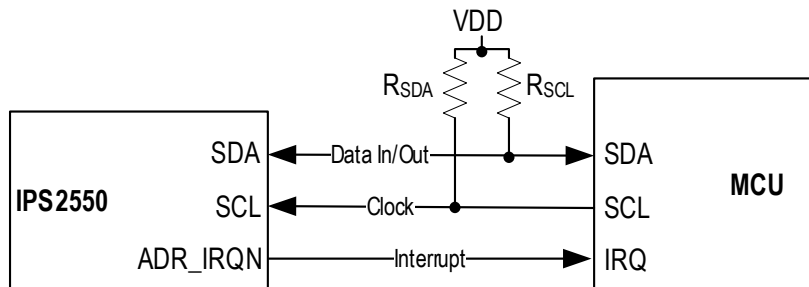 VDD
RSDA RSCL
SDA Data In/Out SDA
IPS2550 MCU
SCL Clock SCL
ADR_IRQN Interrupt IRQ